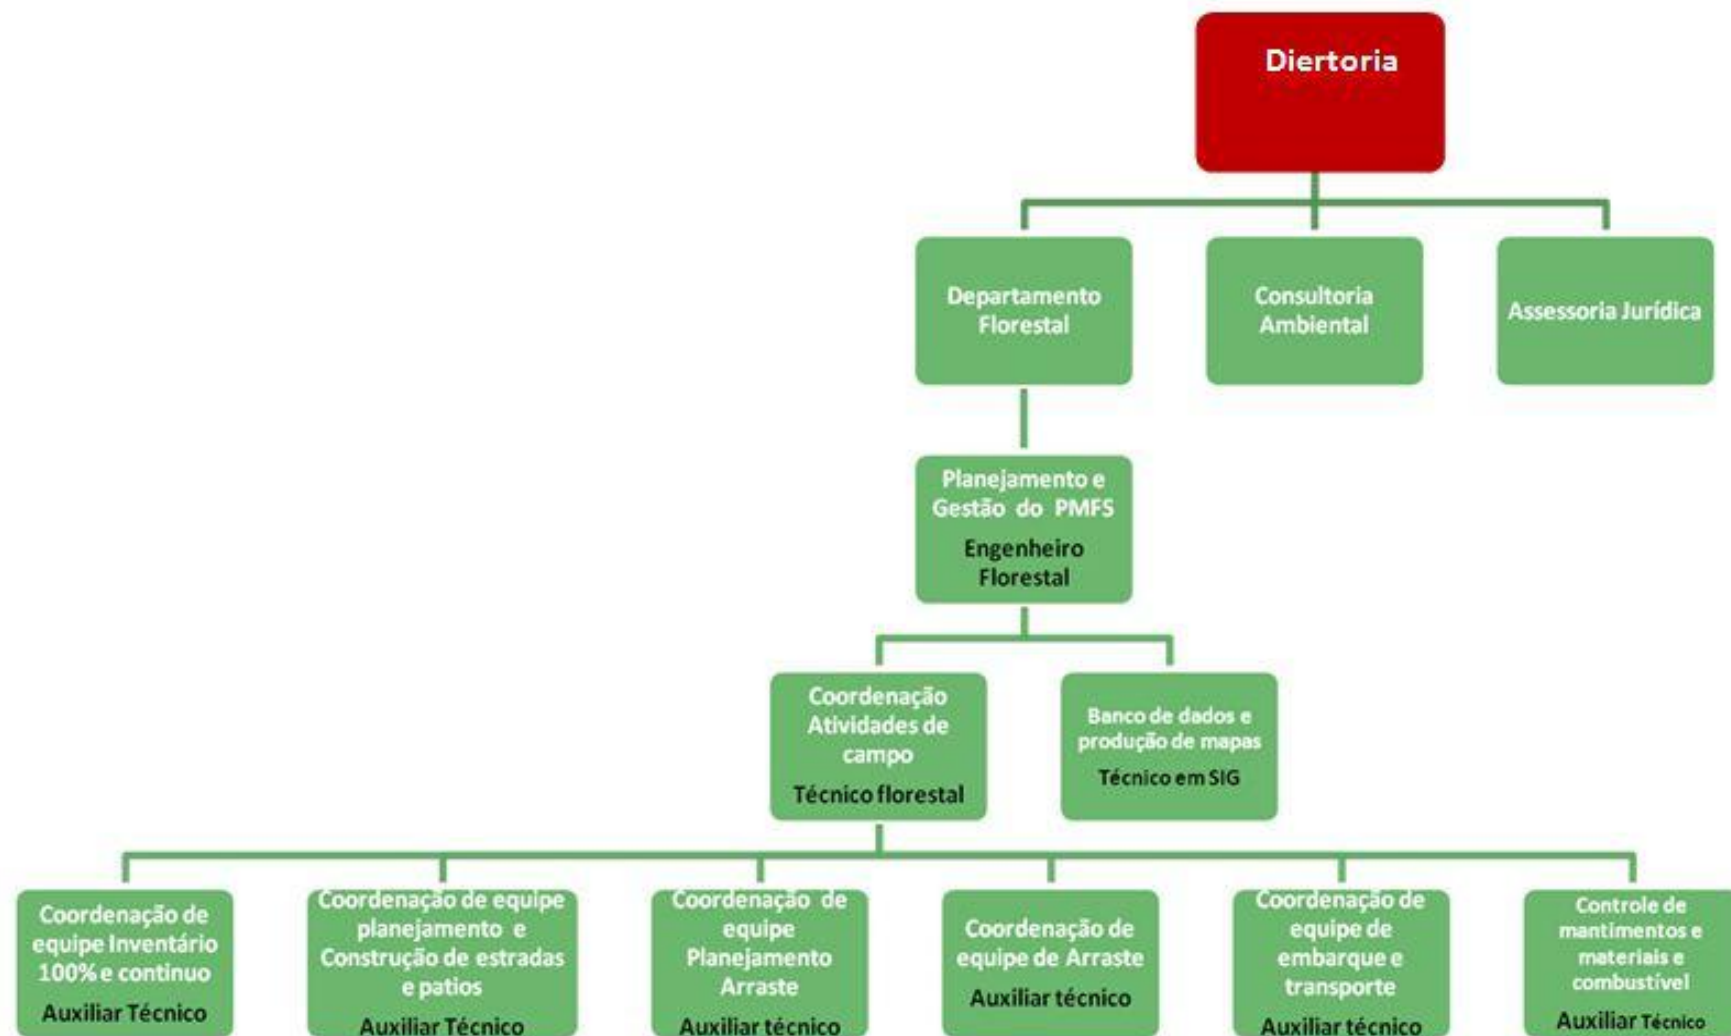 Diertoria
Departamento
Florestal
Consultoria
Ambiental
Assessoria Jurídica
Planejamento e
Gestão do PMFS
Engenheiro
Florestal
Coordenação
Atividades de
campo
Técnico florestal
Banco de dados e
produção de mapas
Técnico em SIG
Coordenação de
equipe Inventário
100% e continuo
Auxiliar Técnico
Coordenação de equipe
planejamento e
Construção de estradas
e patios
Auxiliar Técnico
Coordenação de
equipe
Planejamento
Arraste
Auxiliar técnico
Coordenação de
equipe de Arraste
Auxiliar técnico
Coordenação de
equipe de
embarque e
transporte
Auxiliar técnico
Controle de
mantimentos e
materiais e
combustível
Auxiliar Técnico